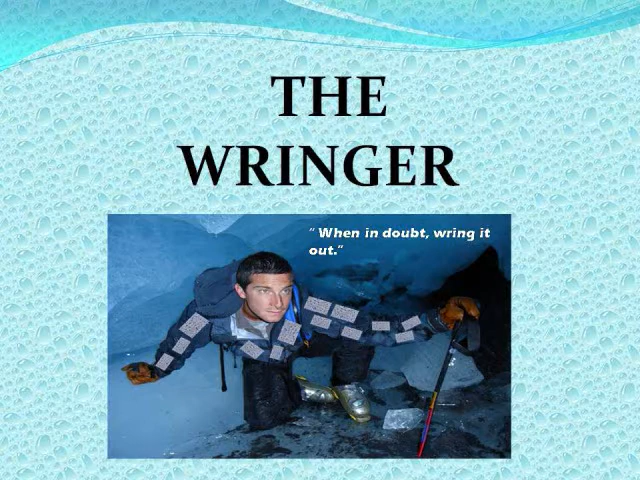 THE
WRINGER
“ When in doubt, wring it
out.”